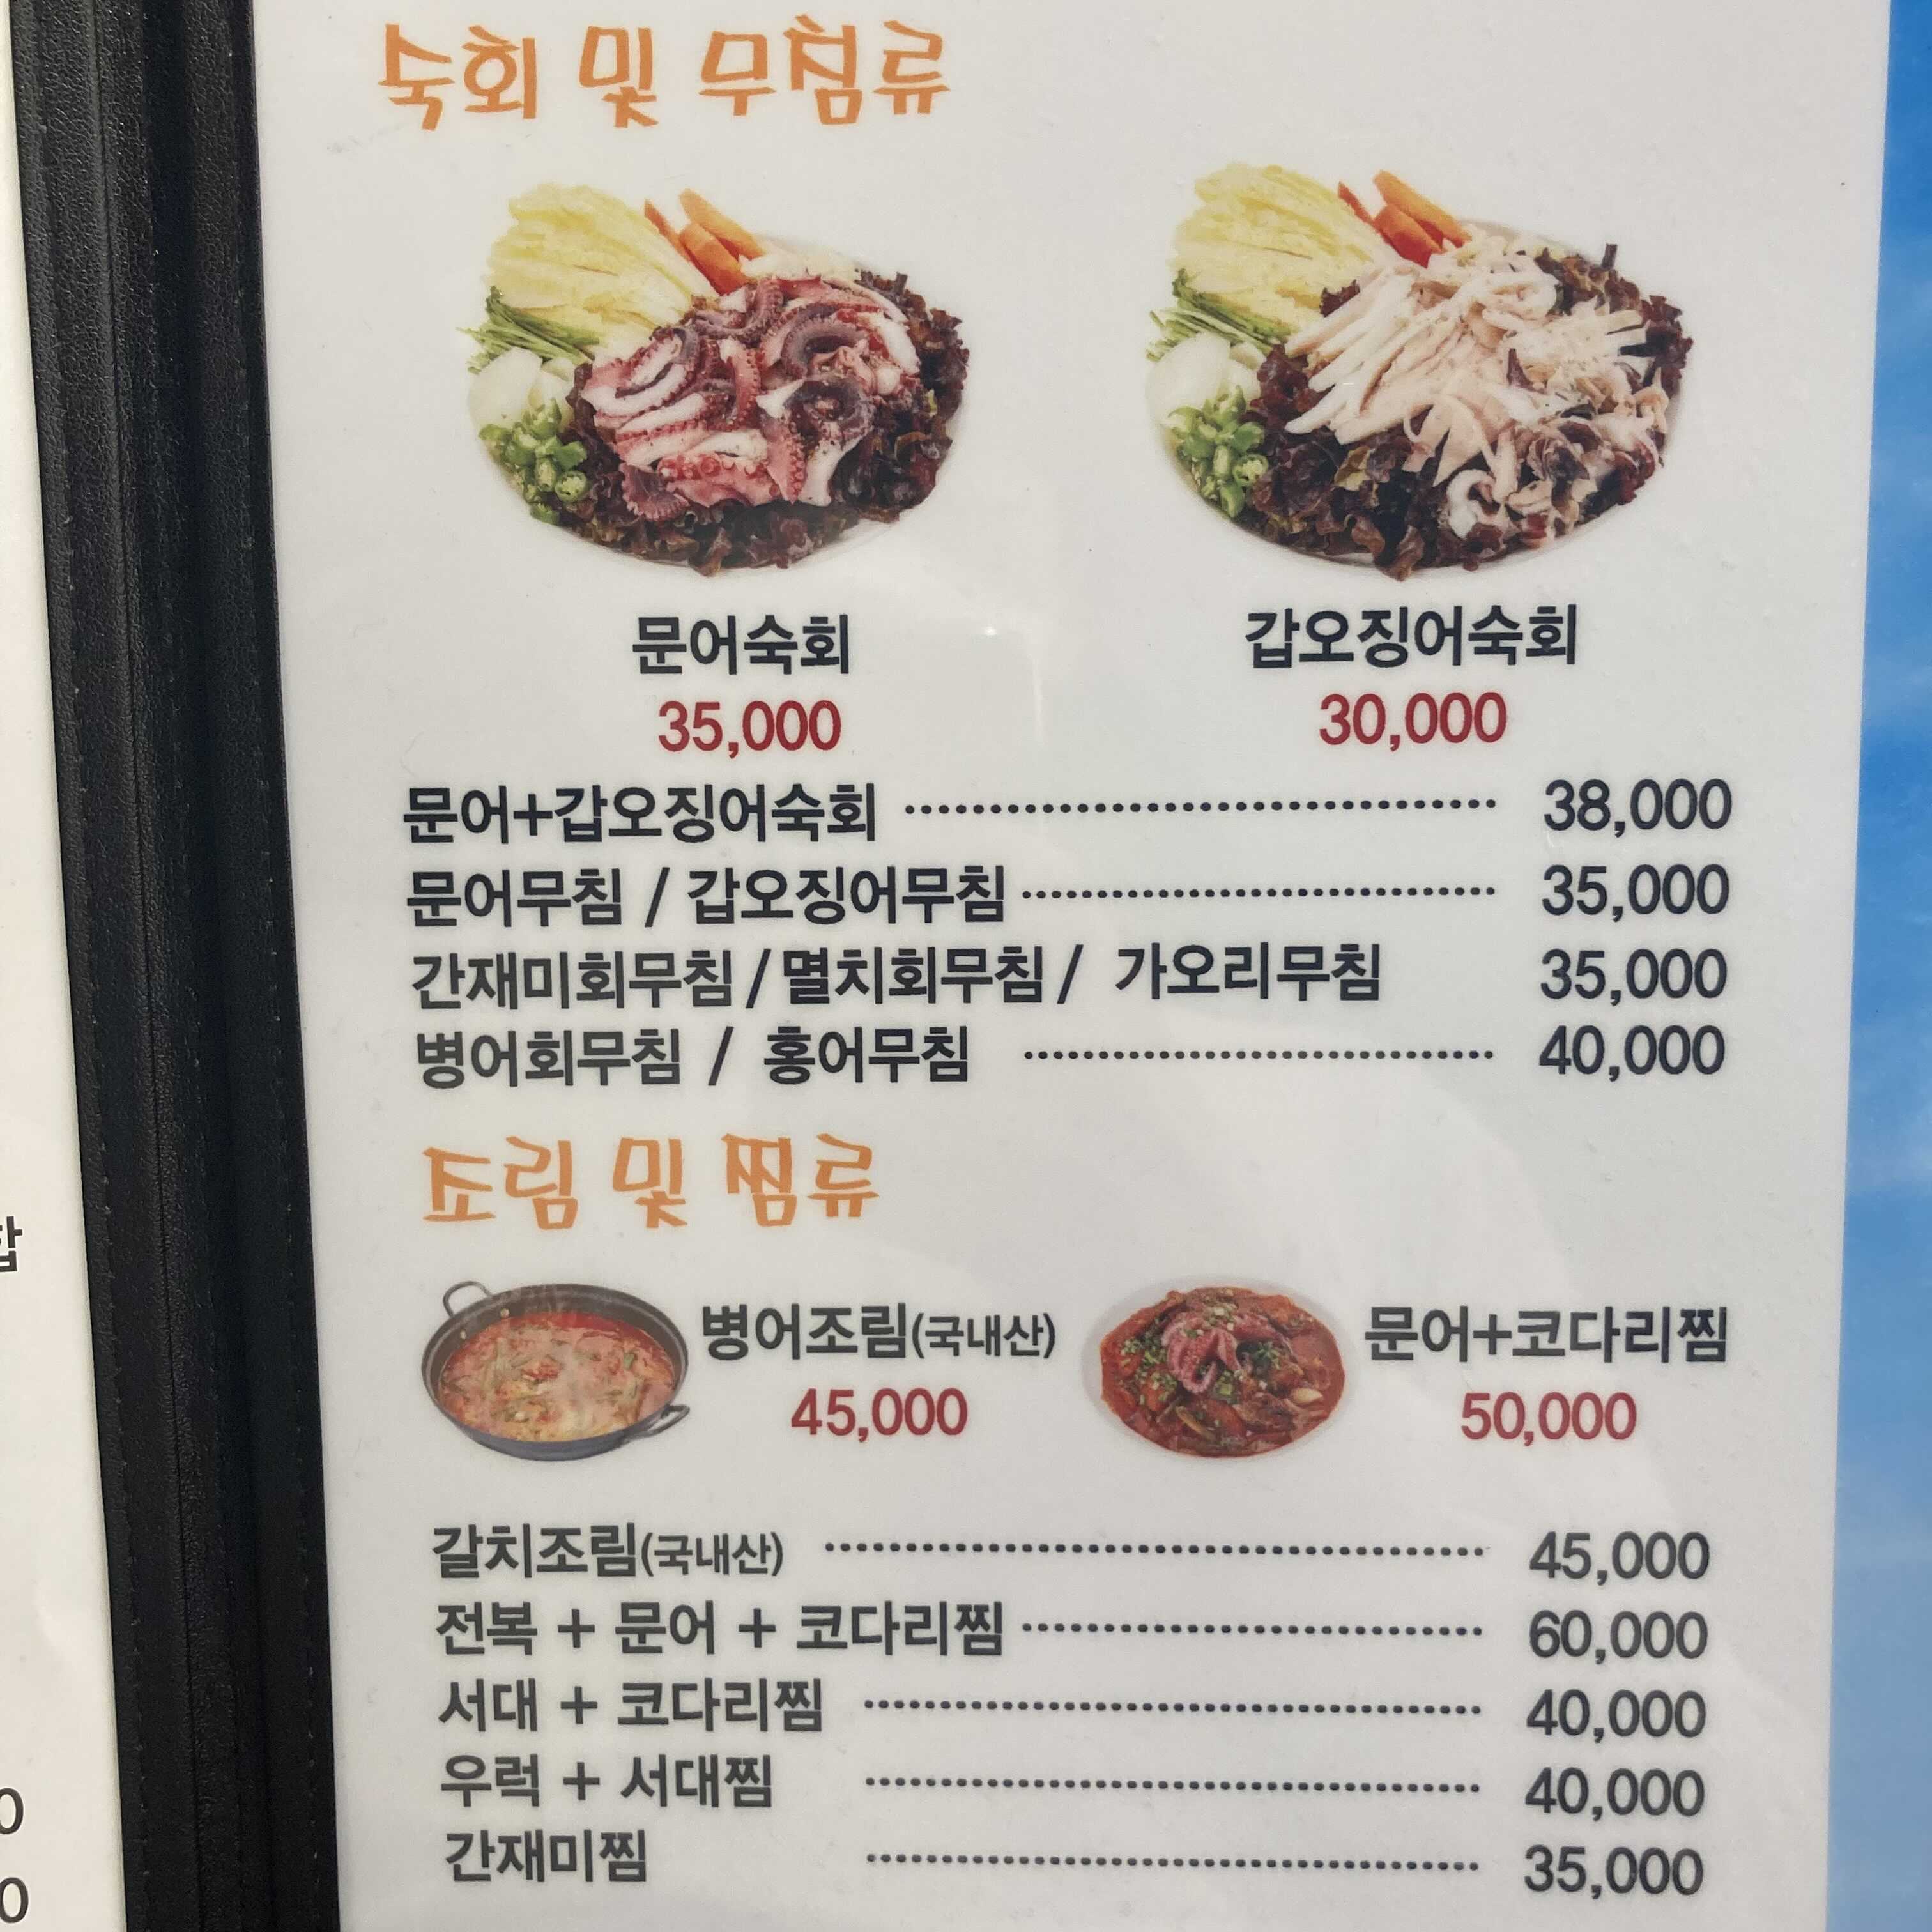 숙회 및 무침류
문어숙회
35,000
갑오징어숙회
30,000
문어+갑오징어숙회 38,000
문어무침 / 갑오징어무침 35,000
간재미회무침/멸치회무침/ 가오리무침 35,000
병어회무침 / 홍어무침 40,000
조림 및 찜류
병어조림(국내산)
45,000
문어+코다리찜
50,000
갈치조림(국내산) 45,000
전복 + 문어 + 코다리찜 60,000
서대 + 코다리찜 40,000
우럭 + 서대찜 40,000
간재미찜 35,000